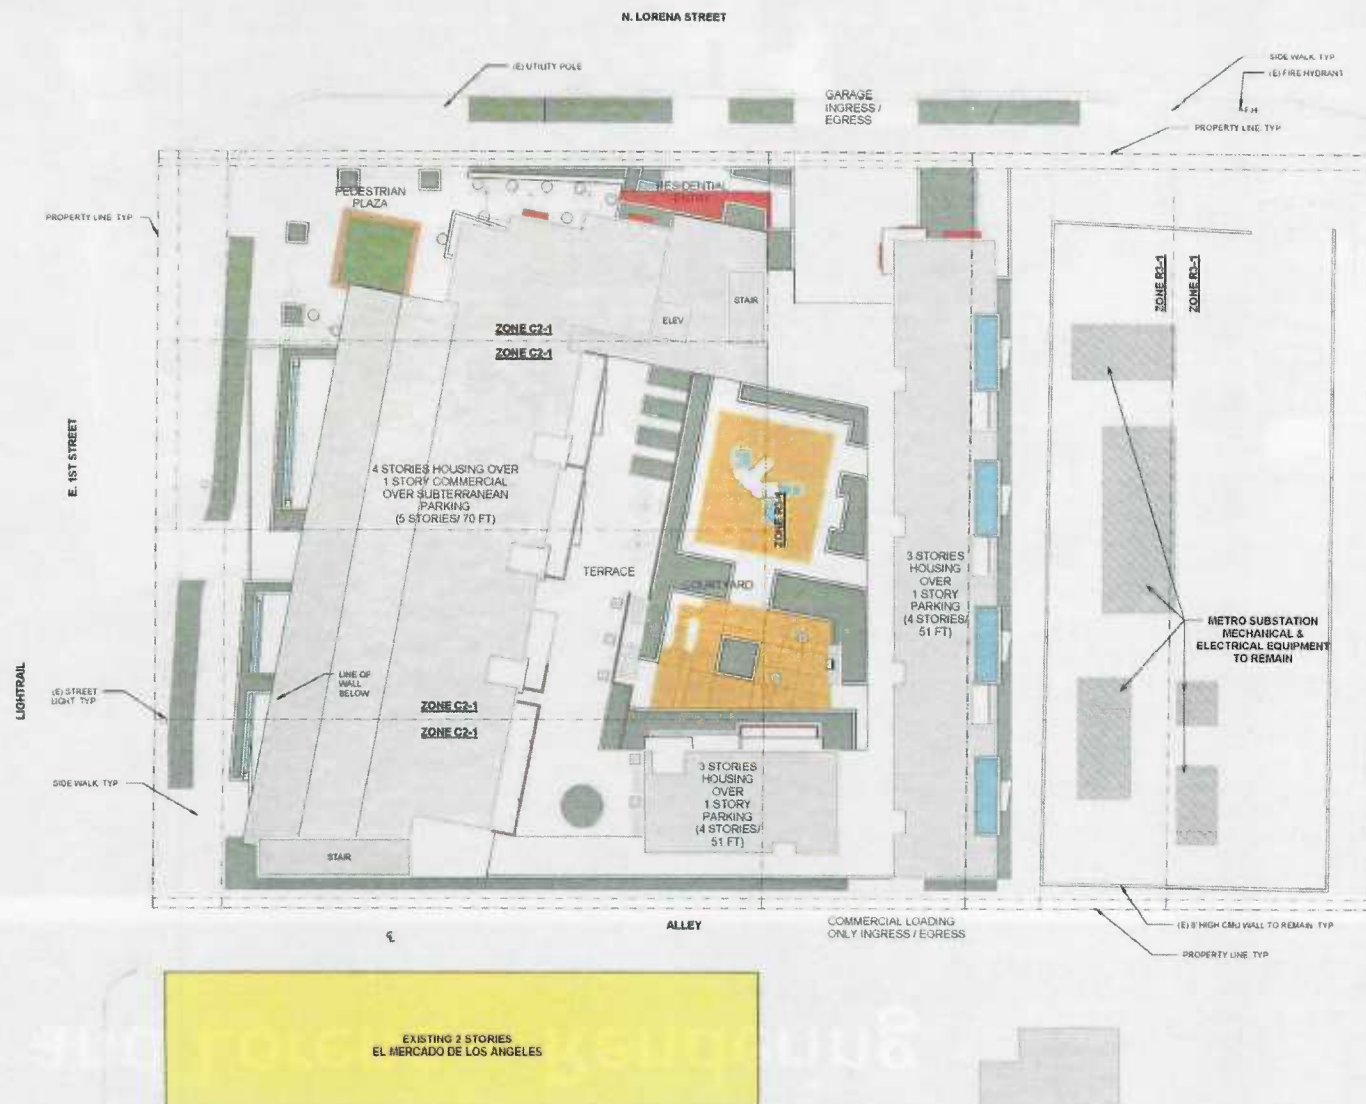 N. LORENA STREET
(E) UTILITY POLE
SIDE WALK TYP
(E) FIRE HYDRANT
GARAGE
INGRESS /
EGRESS
F.H
PROPERTY LINE TYP
PEDESTRIAN
PLAZA
RESIDENTIAL
ENTRY
PROPERTY LINE TYP
ZONE R3-1
ZONE R3-1
STAIR
ELEV
ZONE C2-1
ZONE C2-1
E. 1ST STREET
4 STORIES HOUSING OVER
1 STORY COMMERCIAL
OVER SUBTERRANEAN
PARKING
(5 STORIES/ 70 FT)
ZONE R3-1
TERRACE
COURTYARD
3 STORIES
HOUSING
OVER
1 STORY
PARKING
(4 STORIES/
51 FT)
METRO SUBSTATION
MECHANICAL &
ELECTRICAL EQUIPMENT
TO REMAIN
LIGHTRAIL
(E) STREET
LIGHT TYP
LINE OF
WALL
BELOW
ZONE C2-1
ZONE C2-1
SIDE WALK TYP
3 STORIES
HOUSING
OVER
1 STORY
PARKING
(4 STORIES/
51 FT)
STAIR
ALLEY
COMMERCIAL LOADING
ONLY INGRESS / EGRESS
(E) 8' HIGH CMU WALL TO REMAIN TYP
PROPERTY LINE TYP
EXISTING 2 STORIES
EL MERCADO DE LOS ANGELES